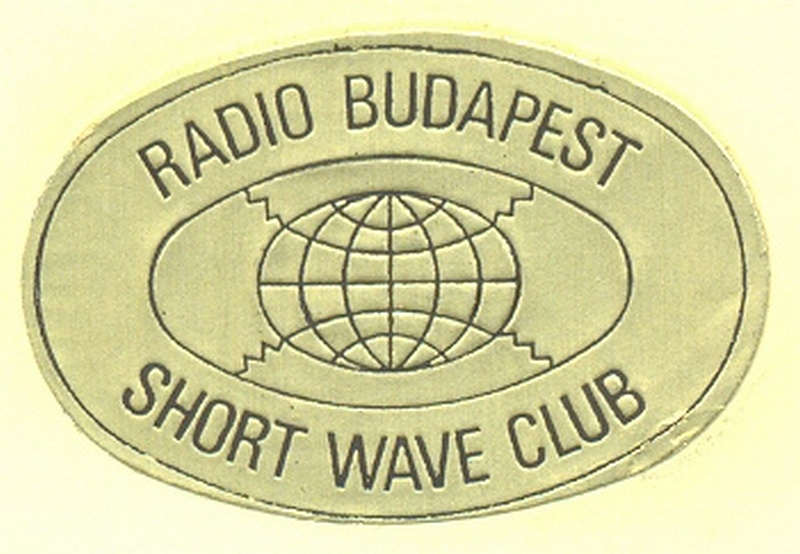 RADIO BUDAPEST
SHORT WAVE CLUB